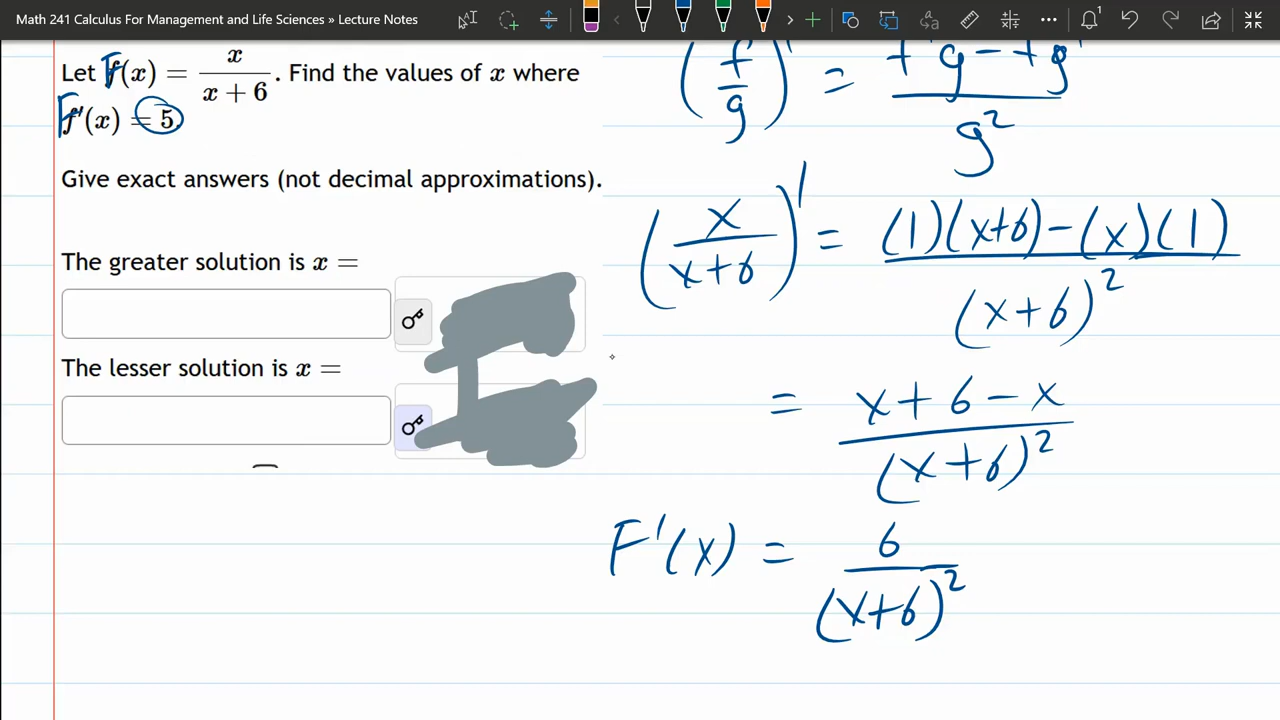 Math 241 Calculus For Management and Life Sciences » Lecture Notes
Let F(x) = x / (x + 6). Find the values of x where
F'(x) = 5.
Give exact answers (not decimal approximations).
The greater solution is x =
The lesser solution is x =
(f/g)' = (f'g - fg') / g²
(x/(x+6))' = ((1)(x+6) - (x)(1)) / (x+6)²
= (x + 6 - x) / (x+6)²
F'(x) = 6 / (x+6)²